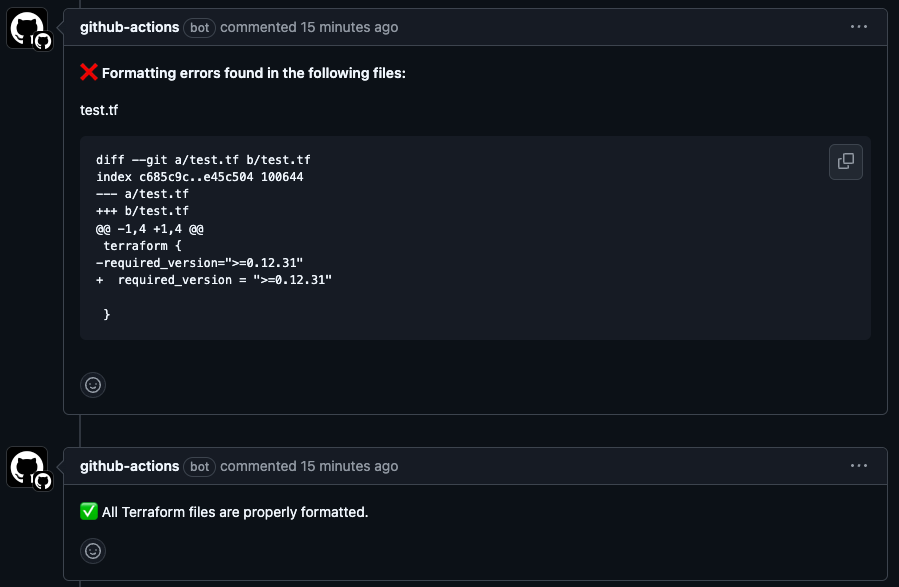 github-actions bot commented 15 minutes ago
❌ Formatting errors found in the following files:
test.tf
diff --git a/test.tf b/test.tf
index c685c9c..e45c504 100644
--- a/test.tf
+++ b/test.tf
@@ -1,4 +1,4 @@
 terraform {
-required_version=">=0.12.31"
+  required_version = ">=0.12.31"
 }
github-actions bot commented 15 minutes ago
✅ All Terraform files are properly formatted.